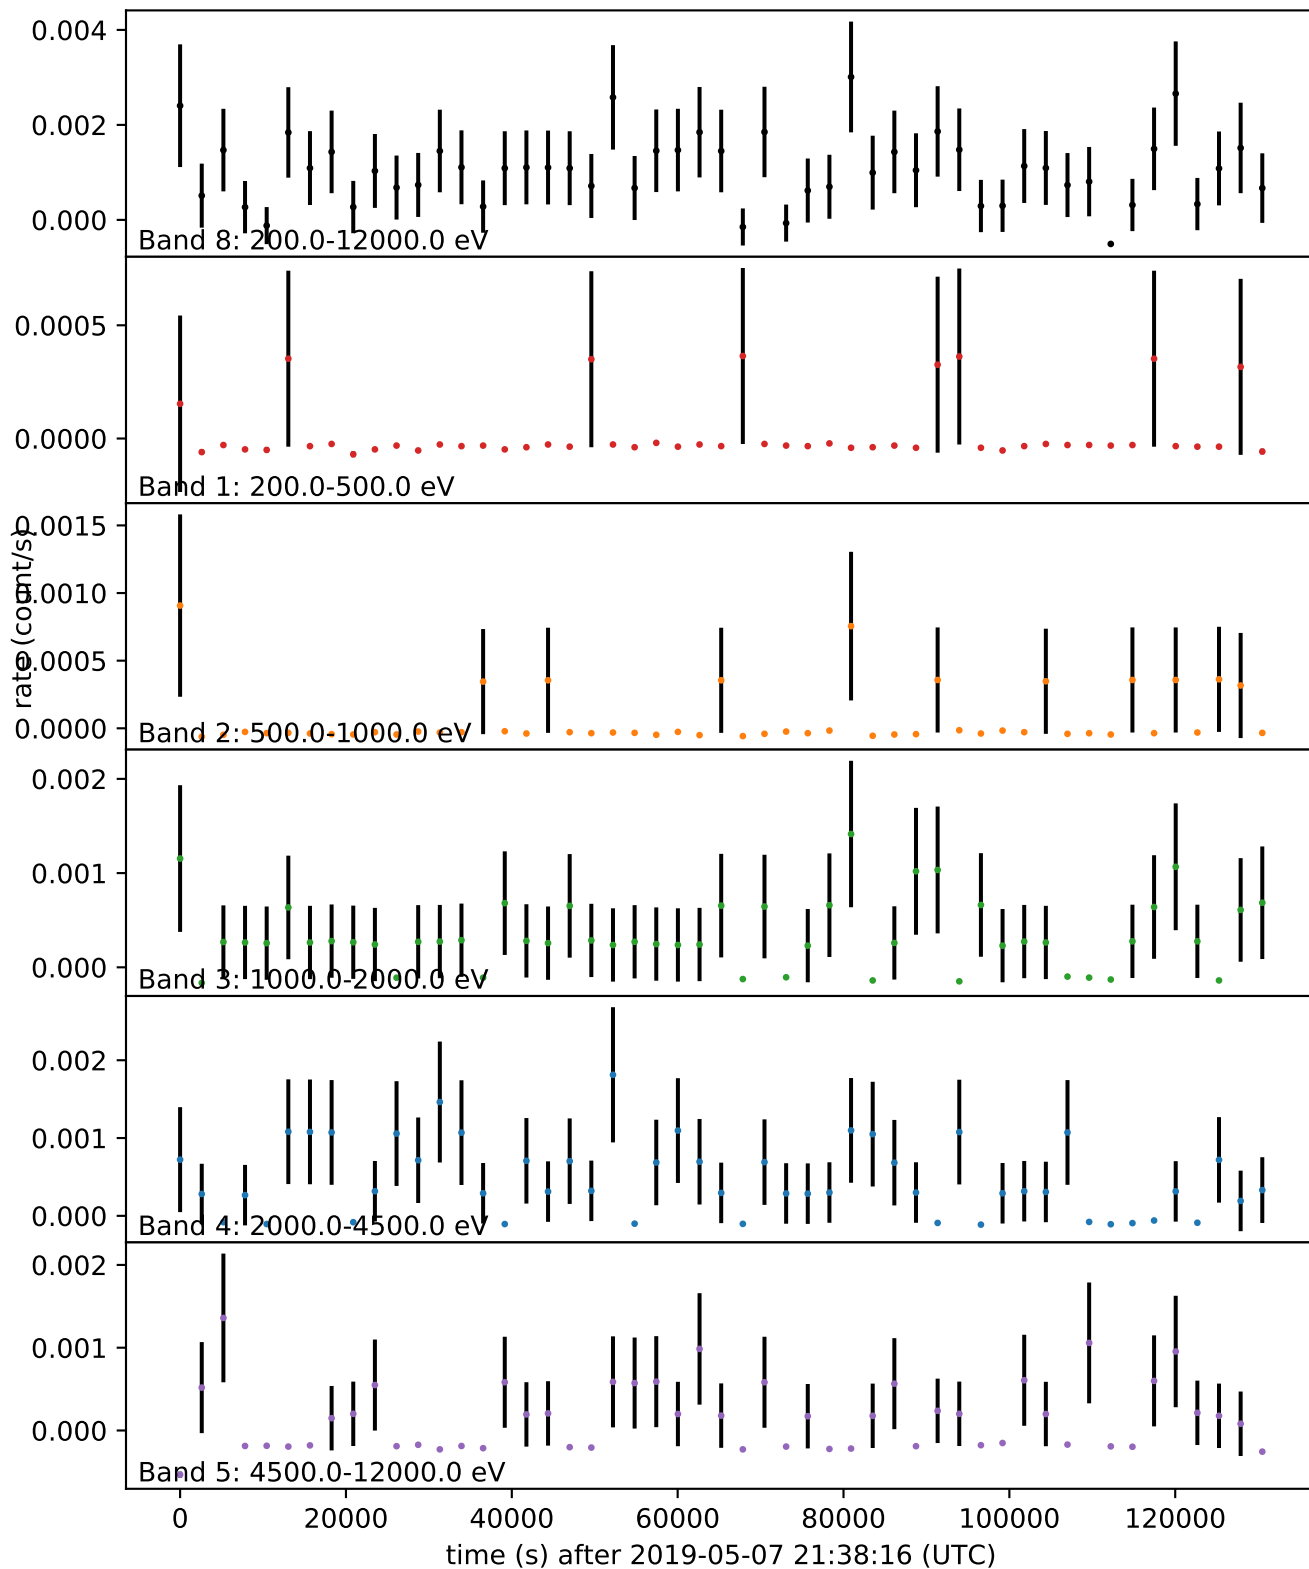 0.004
0.002
0.000
Band 8: 200.0-12000.0 eV
0.0005
0.0000
Band 1: 200.0-500.0 eV
rate (count/s)
0.0015
0.0010
0.0005
0.0000
Band 2: 500.0-1000.0 eV
0.002
0.001
0.000
Band 3: 1000.0-2000.0 eV
0.002
0.001
0.000
Band 4: 2000.0-4500.0 eV
0.002
0.001
0.000
Band 5: 4500.0-12000.0 eV
0 20000 40000 60000 80000 100000 120000
time (s) after 2019-05-07 21:38:16 (UTC)